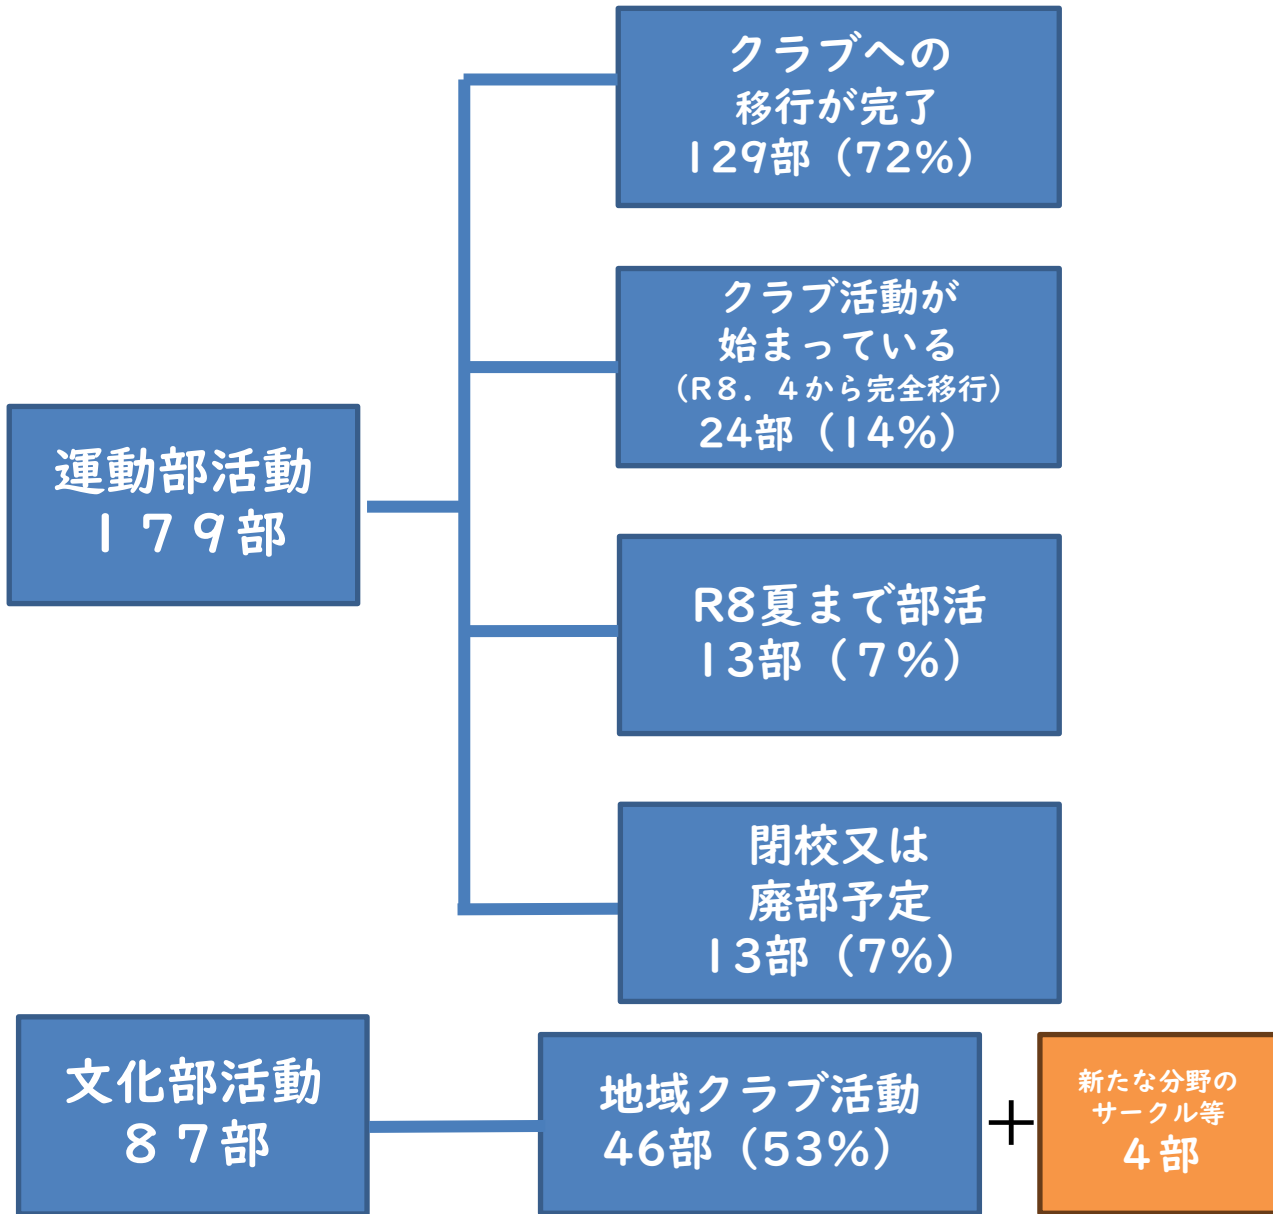 クラブへの
移行が完了
129部（72%）
クラブ活動が
始まっている
（R８．４から完全移行）
24部（14%）
運動部活動
１７９部
R8夏まで部活
13部（７%）
閉校又は
廃部予定
13部（7%）
文化部活動
８７部
地域クラブ活動
46部（53%）
＋
新たな分野の
サークル等
４部